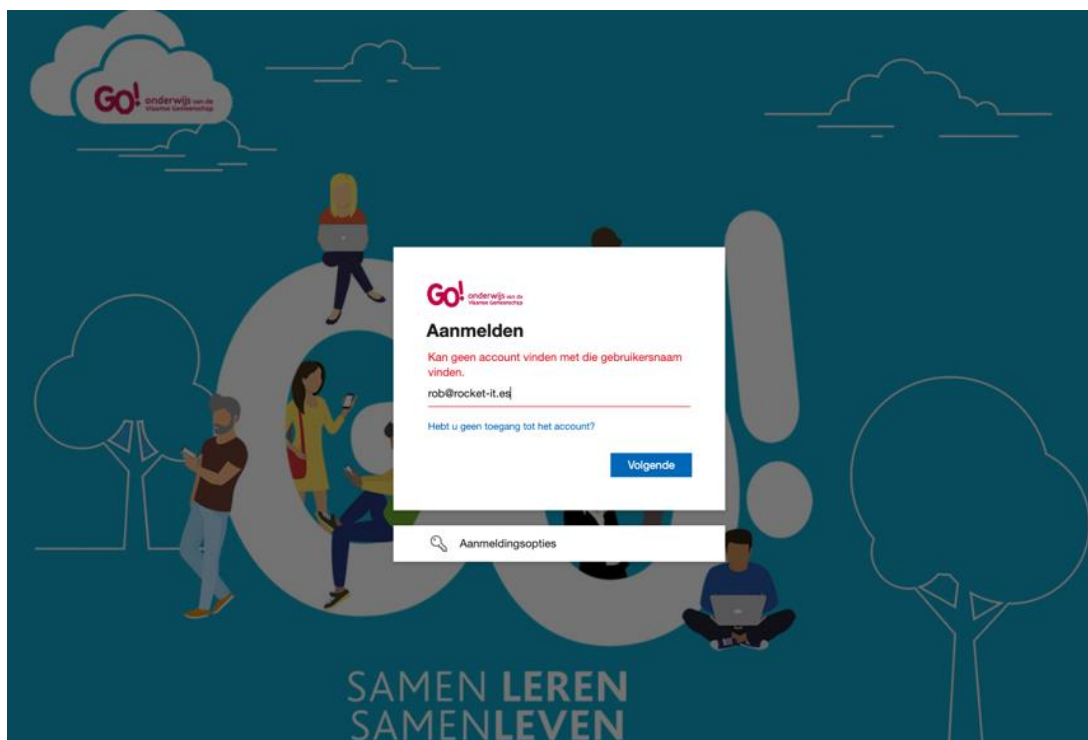 GO! onderwijs van de
Vlaamse Gemeenschap
GO! onderwijs van de
Vlaamse Gemeenschap
Aanmelden
Kan geen account vinden met die gebruikersnaam
vinden.
rob@rocket-it.es
Hebt u geen toegang tot het account?
Volgende
Aanmeldingsopties
GO!
SAMEN LEREN
SAMENLEVEN